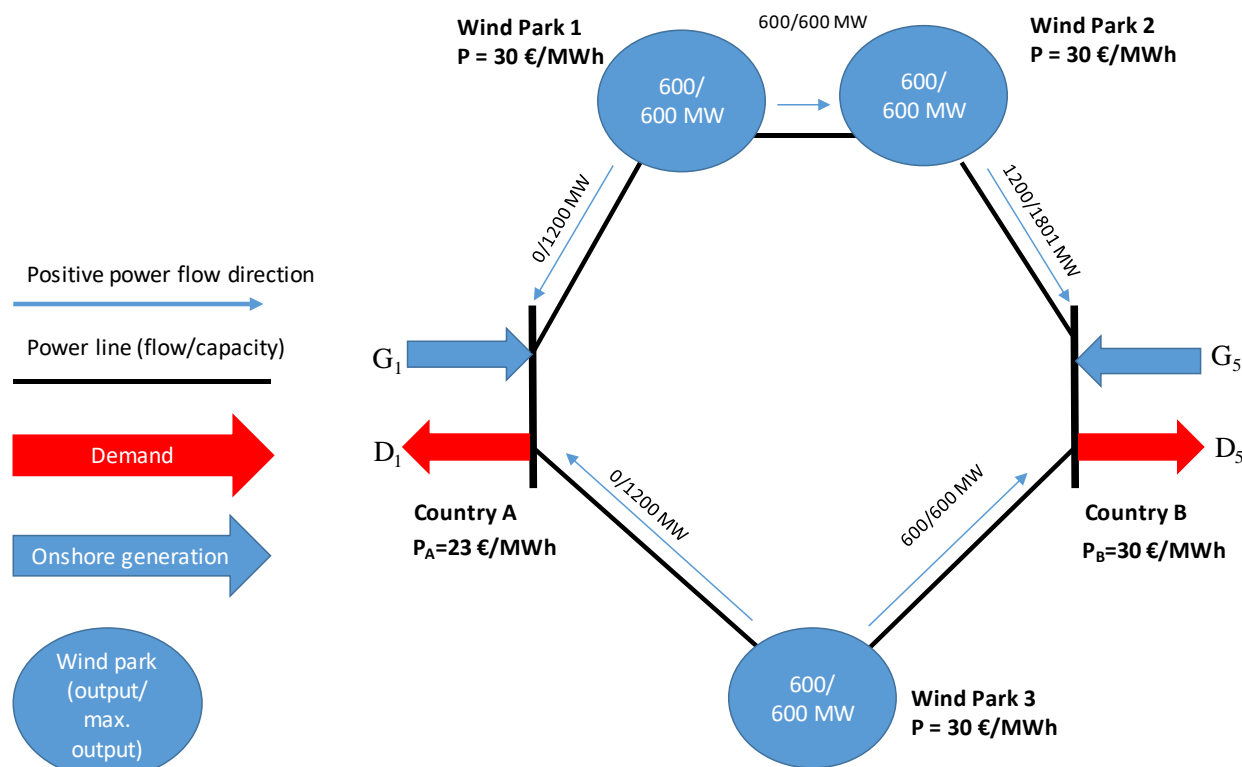 Wind Park 1
P = 30 €/MWh
600/600 MW
Wind Park 2
P = 30 €/MWh
600/
600 MW
600/
600 MW
0/1200 MW
1200/1801 MW
Positive power flow direction
Power line (flow/capacity)
Demand
Onshore generation
Wind park
(output/
max.
output)
G1
D1
Country A
PA=23 €/MWh
G5
D5
Country B
PB=30 €/MWh
0/1200 MW
600/600 MW
600/
600 MW
Wind Park 3
P = 30 €/MWh